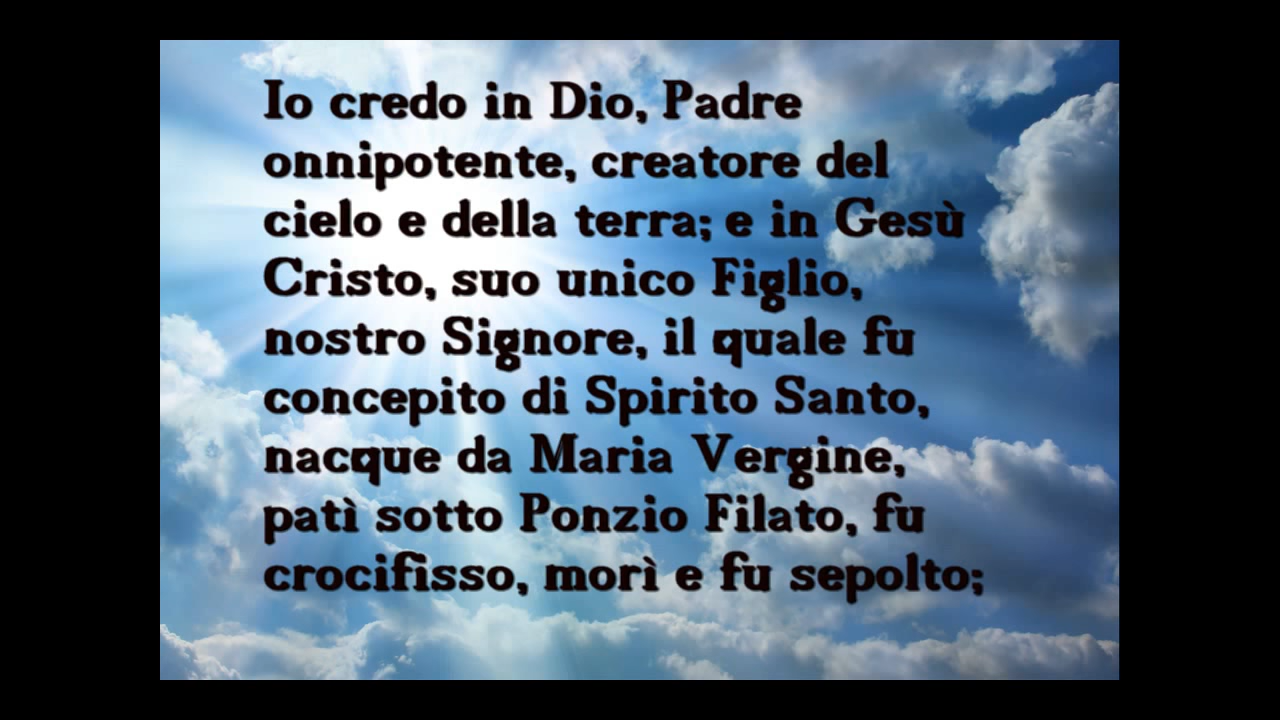 Io credo in Dio, Padre
onnipotente, creatore del
cielo e della terra; e in Gesù
Cristo, suo unico Figlio,
nostro Signore, il quale fu
concepito di Spirito Santo,
nacque da Maria Vergine,
patì sotto Ponzio Filato, fu
crocifisso, morì e fu sepolto;